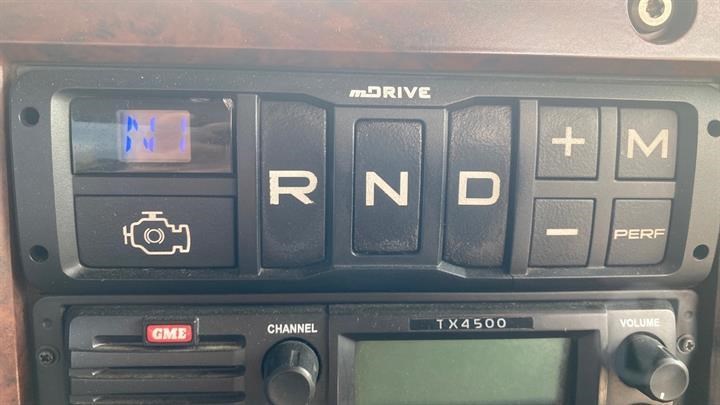 mDRIVE
R N D + M
- PERF
GME CHANNEL TX4500 VOLUME